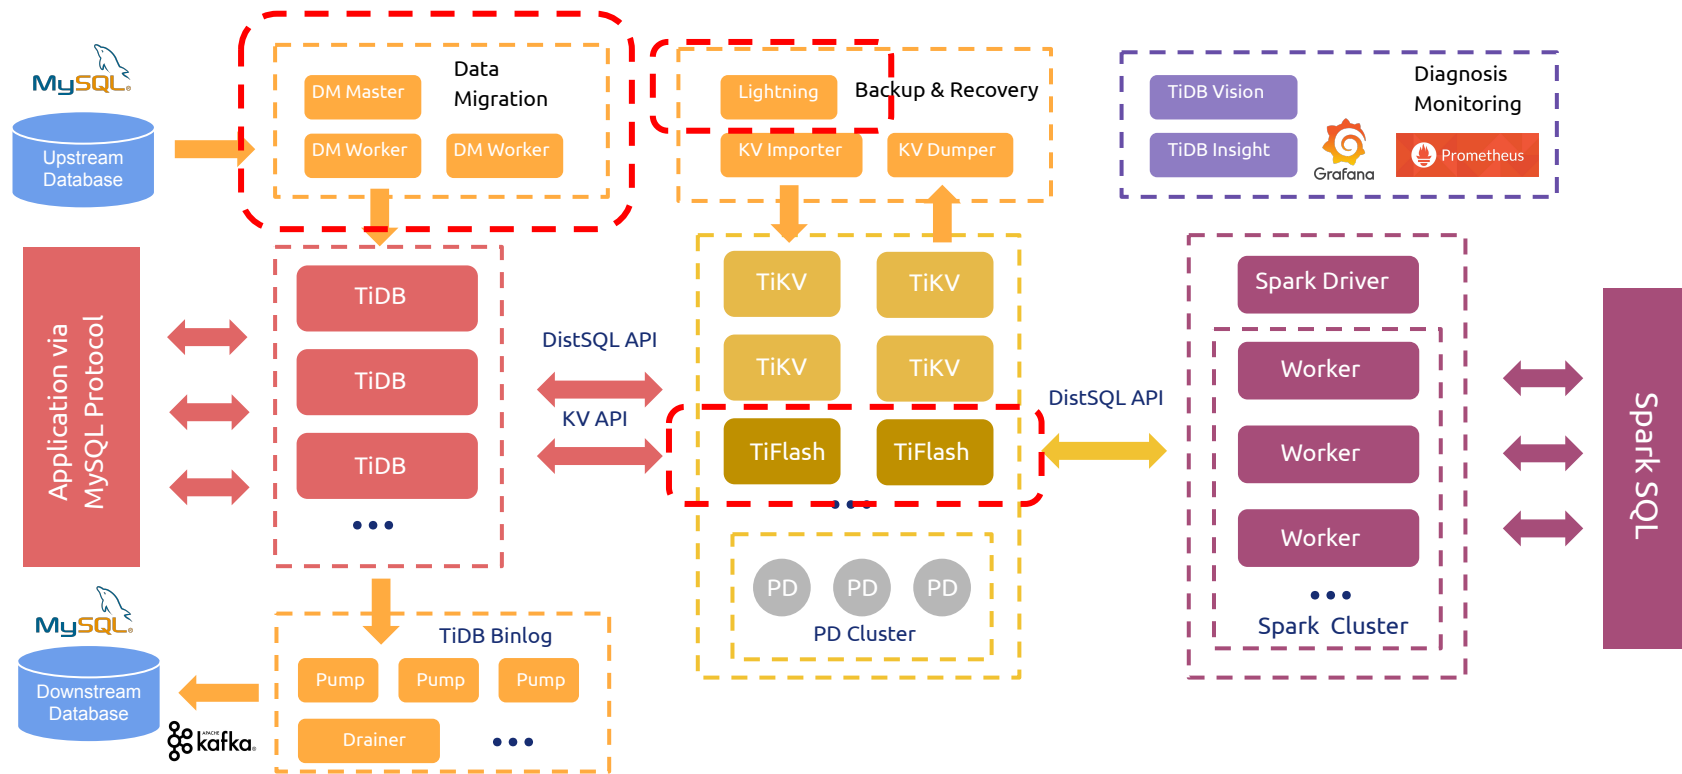 MySQL®
Upstream
Database
Data
Migration
DM Master
DM Worker
DM Worker
Lightning
Backup & Recovery
KV Importer
KV Dumper
TiDB Vision
TiDB Insight
Diagnosis
Monitoring
Grafana
Prometheus
Application via
MySQL Protocol
TiDB
TiDB
TiDB
DistSQL API
KV API
TiKV
TiKV
TiKV
TiKV
TiFlash
TiFlash
PD
PD
PD
PD Cluster
DistSQL API
Spark Driver
Worker
Worker
Worker
Spark Cluster
Spark SQL
MySQL®
Downstream
Database
APACHE
kafka®
TiDB Binlog
Pump
Pump
Pump
Drainer